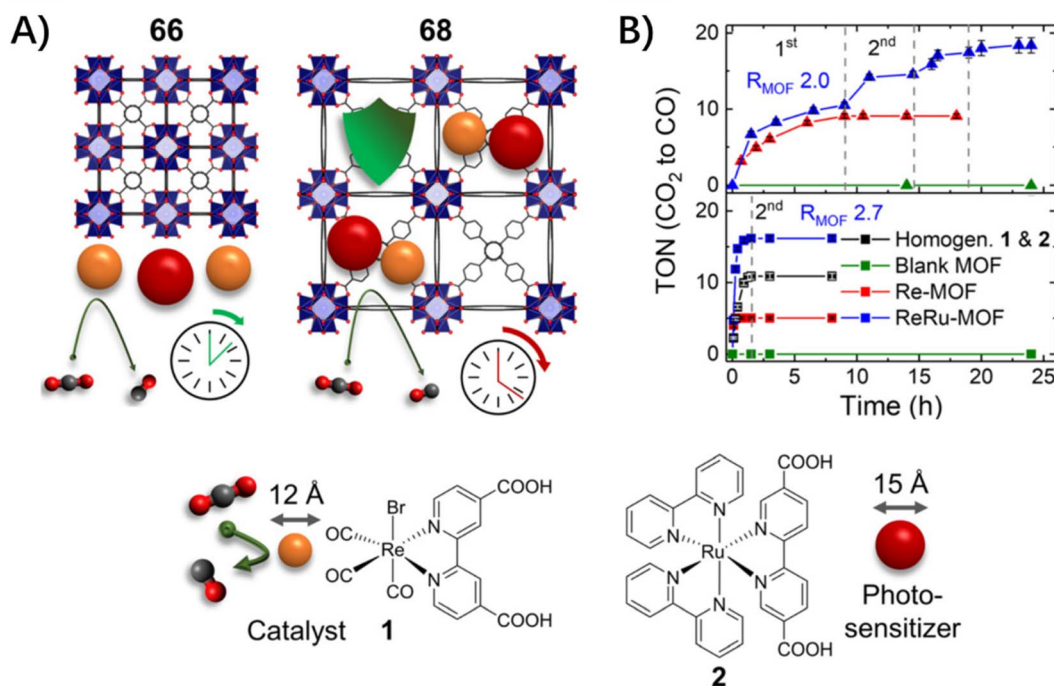 A)
66
68
B)
TON (CO₂ to CO)
20
10
0
20
10
0
1ˢᵗ
2ⁿᵈ
R_MOF 2.0
2ⁿᵈ
R_MOF 2.7
Homogen. 1 & 2
Blank MOF
Re-MOF
ReRu-MOF
0 5 10 15 20 25
Time (h)
12 Å
Br
COOH
N
OC
Re
OC
N
CO
COOH
Catalyst 1
COOH
N
N
N
Ru
N
N
N
COOH
2
15 Å
Photo-
sensitizer